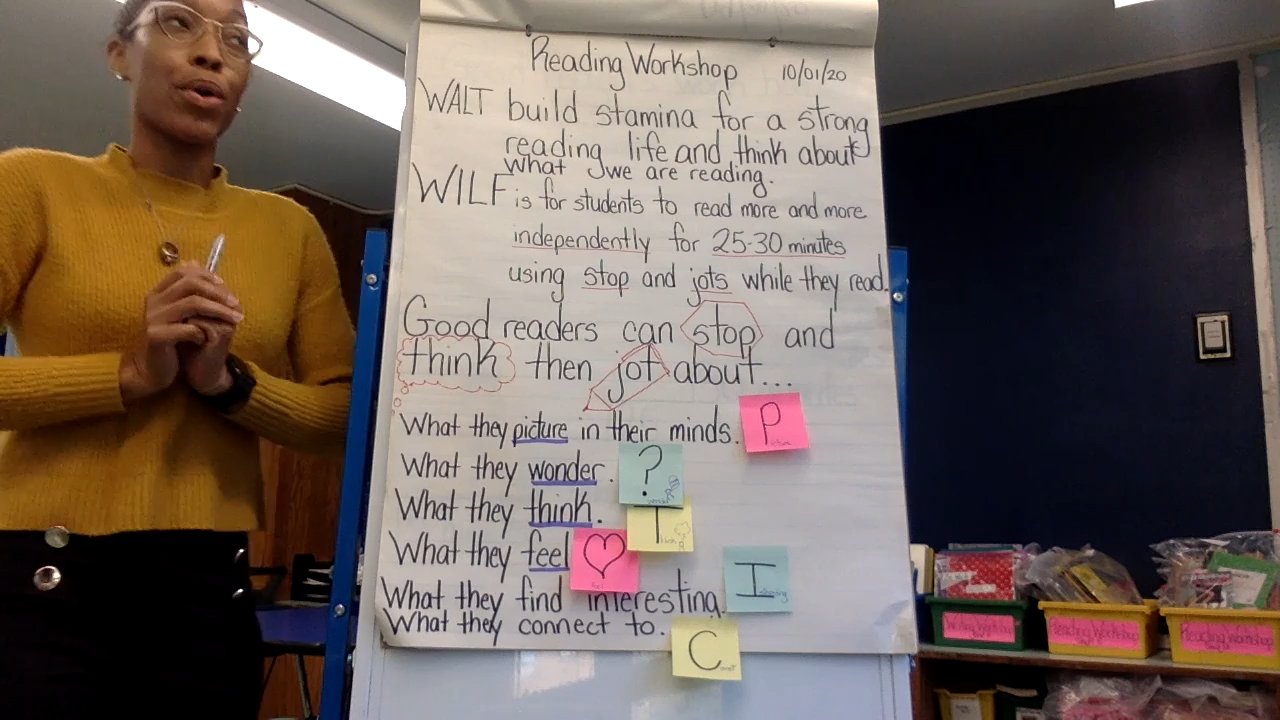 Reading Workshop 10/01/20
WALT build stamina for a strong
reading life and think about
what we are reading.
WILF is for students to read more and more
independently for 25-30 minutes
using stop and jots while they read.
Good readers can stop and
think then jot about...
What they picture in their minds. P
What they wonder. ?
What they think. T
What they feel
What they find interesting. I
What they connect to. C
Writing Workshop
Reading Workshop
Reading Workshop